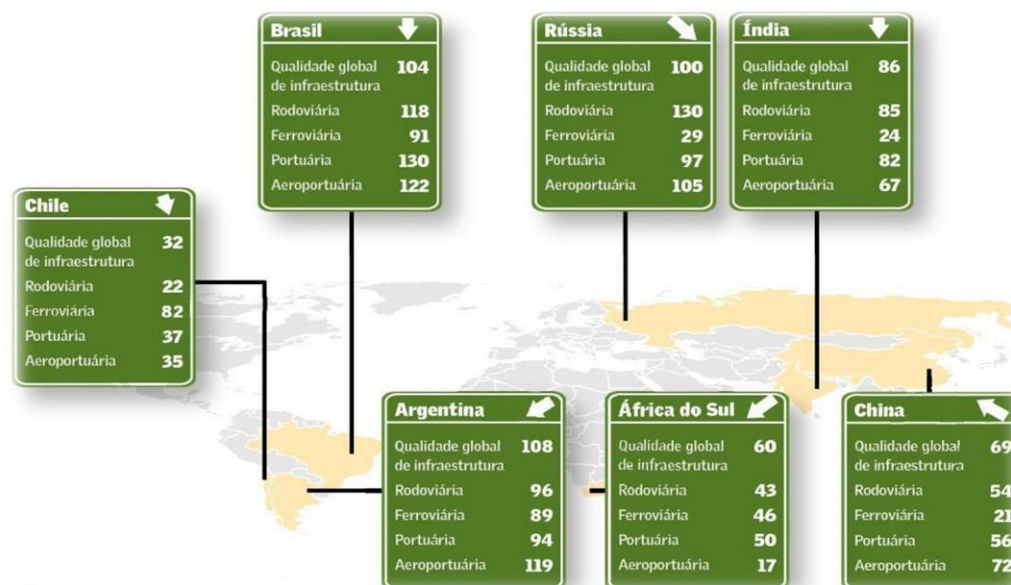 Brasil
Qualidade global 104
de infraestrutura
Rodoviária 118
Ferroviária 91
Portuária 130
Aeroportuária 122
Rússia
Qualidade global 100
de infraestrutura
Rodoviária 130
Ferroviária 29
Portuária 97
Aeroportuária 105
Índia
Qualidade global 86
de infraestrutura
Rodoviária 85
Ferroviária 24
Portuária 82
Aeroportuária 67
Chile
Qualidade global 32
de infraestrutura
Rodoviária 22
Ferroviária 82
Portuária 37
Aeroportuária 35
Argentina
Qualidade global 108
de infraestrutura
Rodoviária 96
Ferroviária 89
Portuária 94
Aeroportuária 119
África do Sul
Qualidade global 60
de infraestrutura
Rodoviária 43
Ferroviária 46
Portuária 50
Aeroportuária 17
China
Qualidade global 69
de infraestrutura
Rodoviária 54
Ferroviária 21
Portuária 56
Aeroportuária 72